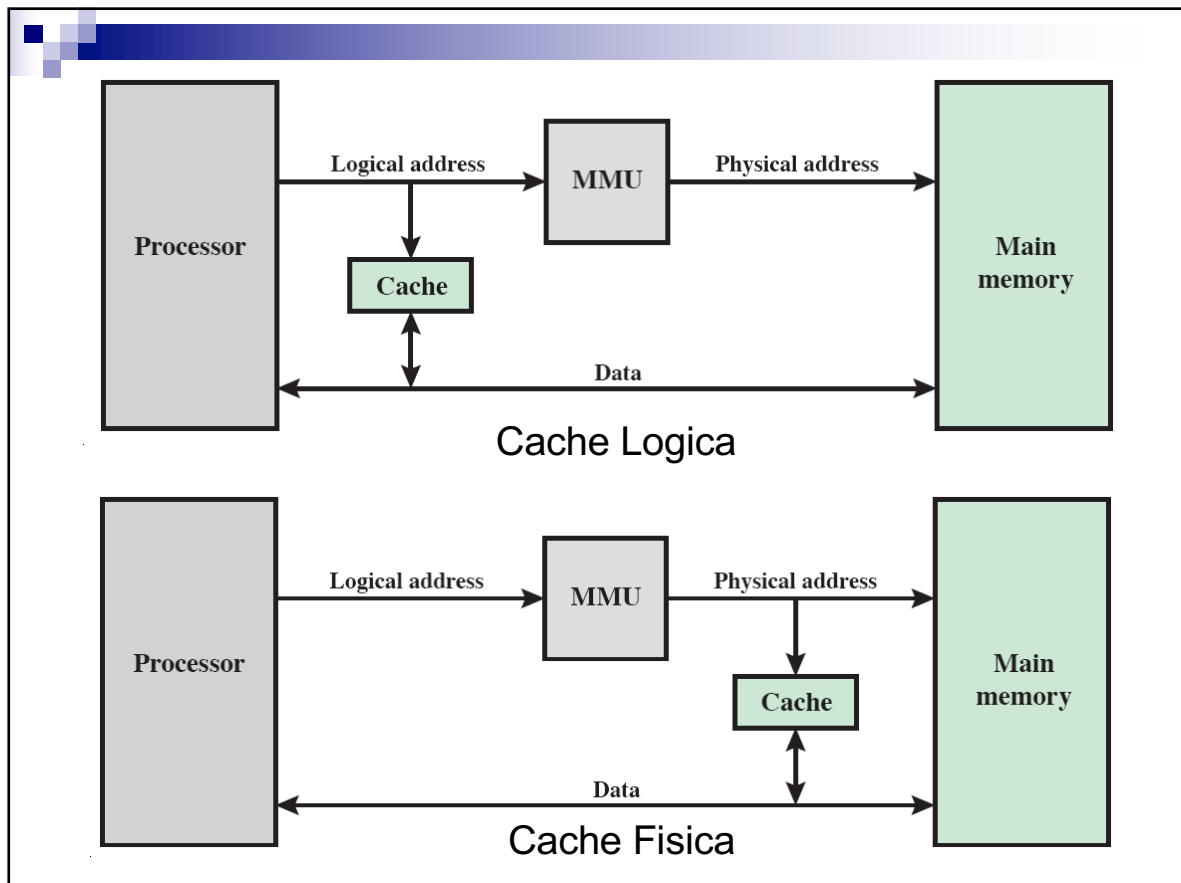 Logical address
MMU
Physical address
Processor
Cache
Main
memory
Data
Cache Logica
Logical address
MMU
Physical address
Processor
Cache
Main
memory
Data
Cache Fisica